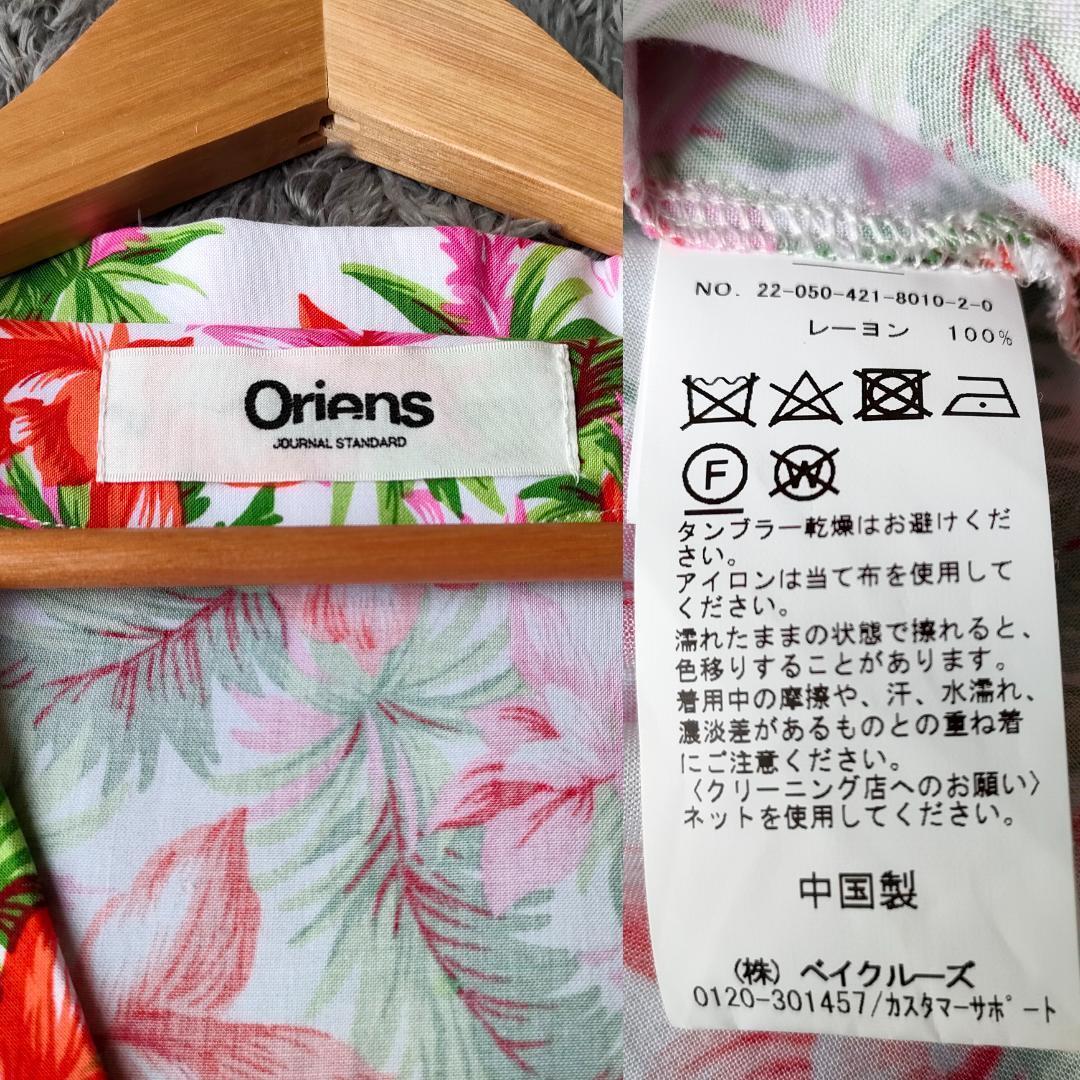 Oriens
JOURNAL STANDARD
NO. 22-050-421-8010-2-0
レーヨン 100%
F
W
タンブラー乾燥はお避けくだ
さい。
アイロンは当て布を使用して
ください。
濡れたままの状態で擦れると、
色移りすることがあります。
着用中の摩擦や、汗、水濡れ、
濃淡差があるものとの重ね着
にご注意ください。
〈クリーニング店へのお願い〉
ネットを使用してください。
中国製
(株) ベイクルーズ
0120-301457/カスタマーサポート